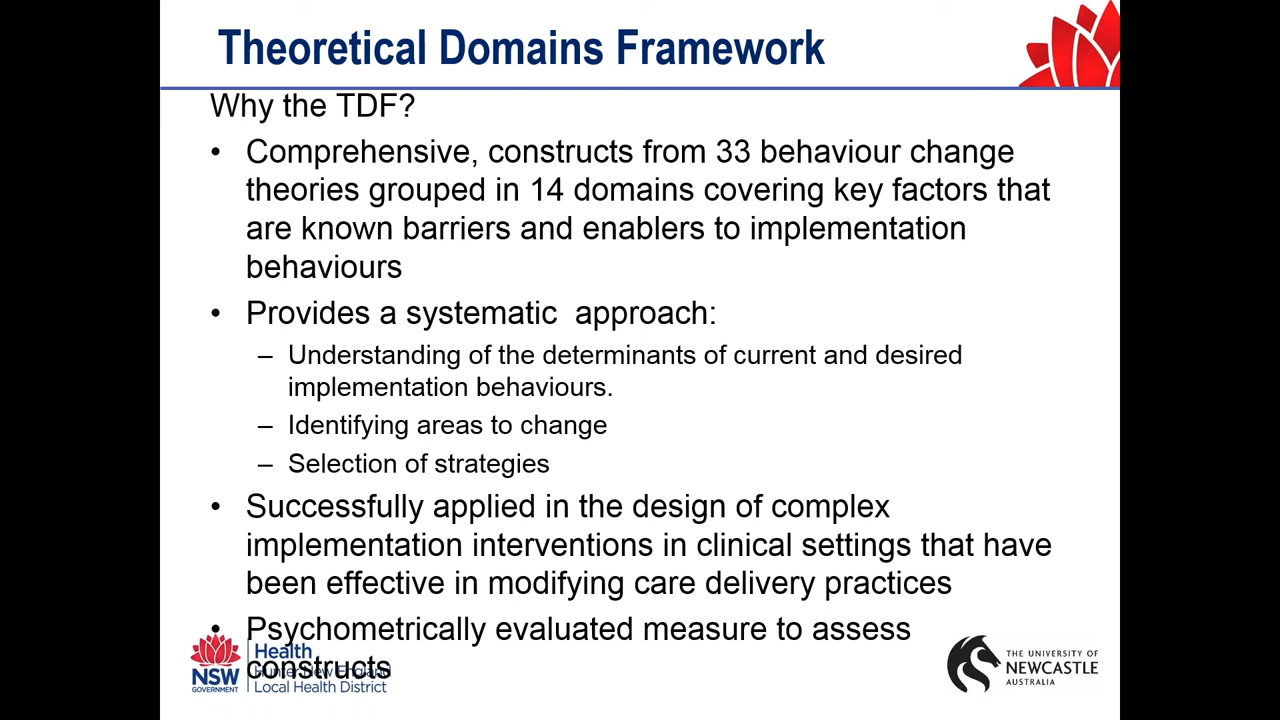 Theoretical Domains Framework
Why the TDF?
• Comprehensive, constructs from 33 behaviour change
theories grouped in 14 domains covering key factors that
are known barriers and enablers to implementation
behaviours
• Provides a systematic approach:
– Understanding of the determinants of current and desired
implementation behaviours.
– Identifying areas to change
– Selection of strategies
• Successfully applied in the design of complex
implementation interventions in clinical settings that have
been effective in modifying care delivery practices
• Psychometrically evaluated measure to assess
constructs
NSW
GOVERNMENT
Health
Hunter New England
Local Health District
THE UNIVERSITY OF
NEWCASTLE
AUSTRALIA